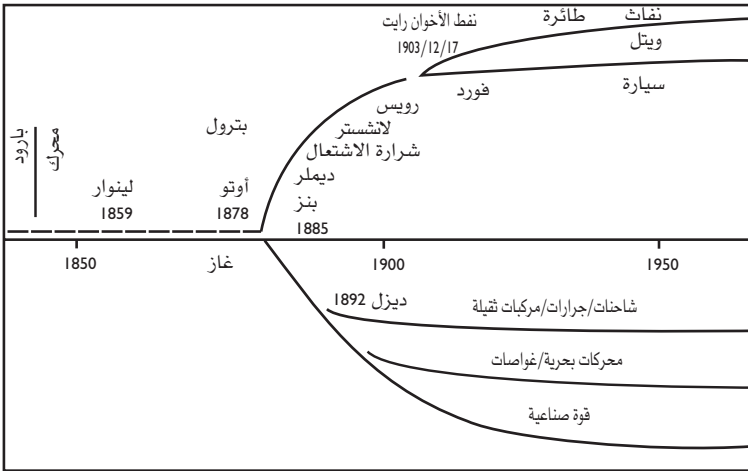 نفط الأخوان رايت
1903/12/17
طائرة
نفاث
ويتل
سيارة
فورد
رويس
لانشستر
شرارة الاشتعال
ديملر
بنز
1885
بترول
أوتو
1878
لينوار
1859
محرك
بارود
1850
غاز
1900
1950
ديزل 1892
شاحنات/جرارات/مركبات ثقيلة
محركات بحرية/غواصات
قوة صناعية